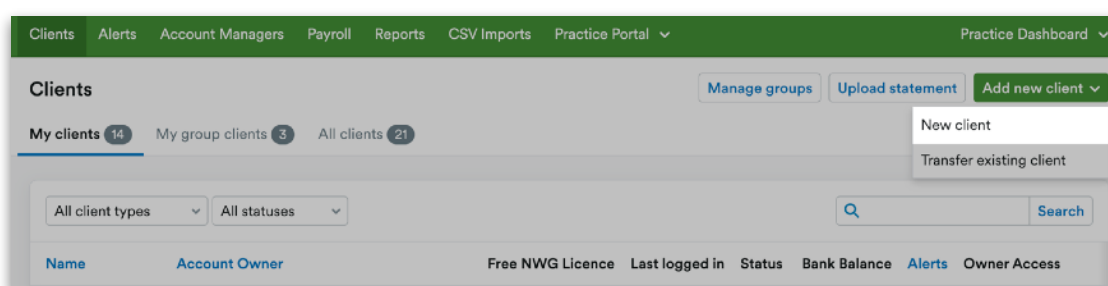 Clients Alerts Account Managers Payroll Reports CSV Imports Practice Portal Practice Dashboard
Clients Manage groups Upload statement Add new client
New client
My clients 14 My group clients 3 All clients 21
Transfer existing client
All client types All statuses Search
Name Account Owner Free NWG Licence Last logged in Status Bank Balance Alerts Owner Access